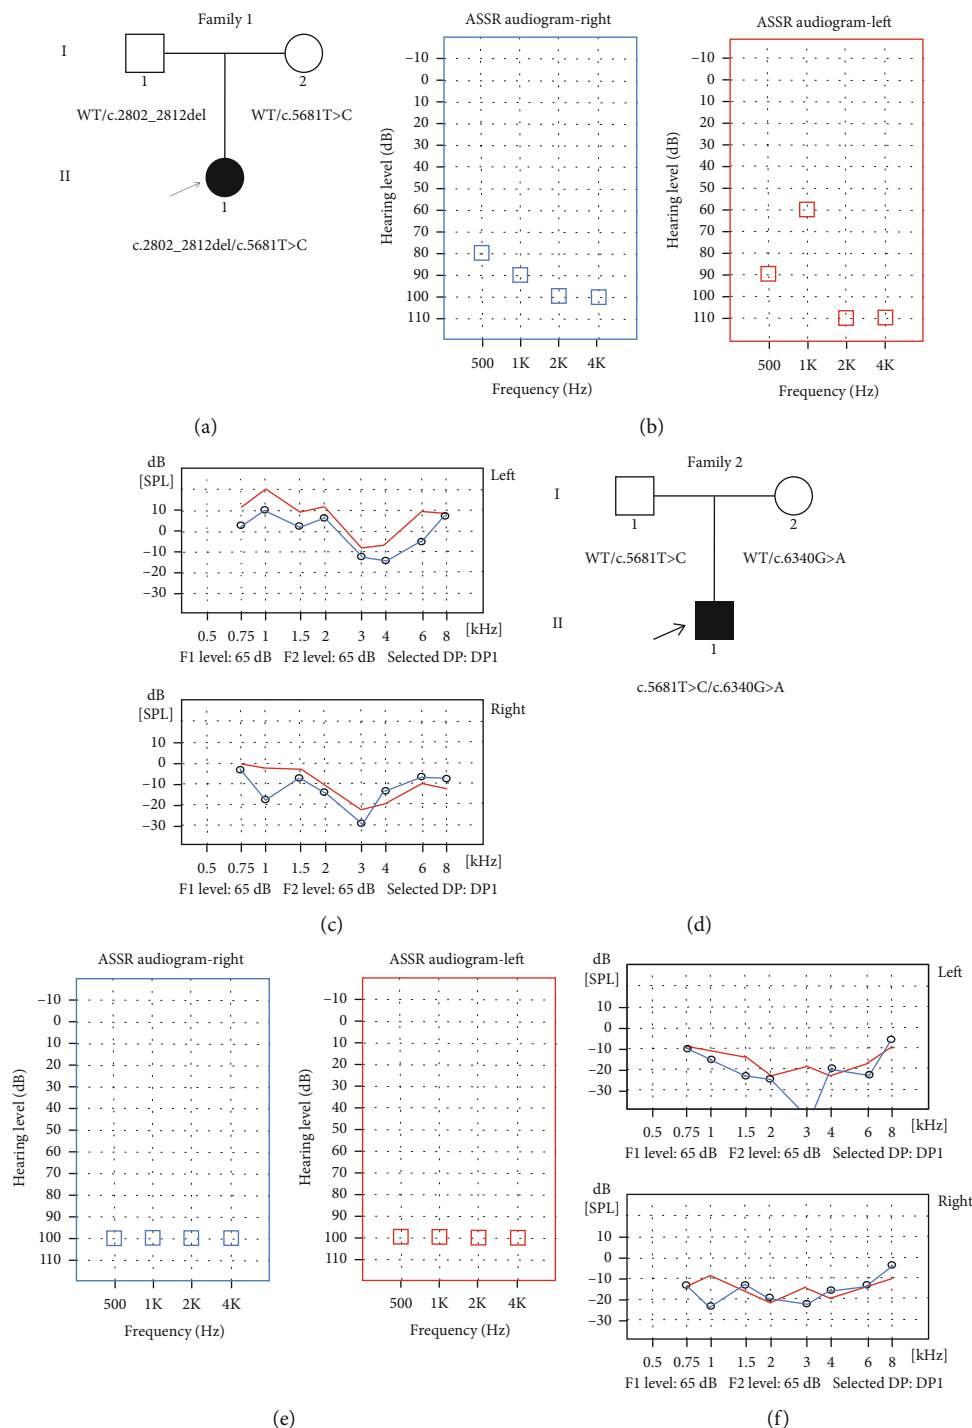 Family 1
I
1
2
WT/c.2802_2812del
WT/c.5681T>C
II
1
c.2802_2812del/c.5681T>C
(a)
ASSR audiogram-right
ASSR audiogram-left
Hearing level (dB)
−10
0
10
20
30
40
50
60
70
80
90
100
110
500 1K 2K 4K
Frequency (Hz)
Hearing level (dB)
−10
0
10
20
30
40
50
60
70
80
90
100
110
500 1K 2K 4K
Frequency (Hz)
(b)
dB
[SPL]
Left
10
0
−10
−20
−30
0.5 0.75 1 1.5 2 3 4 6 8 [kHz]
F1 level: 65 dB F2 level: 65 dB Selected DP: DP1
dB
[SPL]
Right
10
0
−10
−20
−30
0.5 0.75 1 1.5 2 3 4 6 8 [kHz]
F1 level: 65 dB F2 level: 65 dB Selected DP: DP1
(c)
Family 2
I
1
2
WT/c.5681T>C
WT/c.6340G>A
II
1
c.5681T>C/c.6340G>A
(d)
ASSR audiogram-right
ASSR audiogram-left
Hearing level (dB)
−10
0
10
20
30
40
50
60
70
80
90
100
110
500 1K 2K 4K
Frequency (Hz)
Hearing level (dB)
−10
0
10
20
30
40
50
60
70
80
90
100
110
500 1K 2K 4K
Frequency (Hz)
(e)
dB
[SPL]
Left
10
0
−10
−20
−30
0.5 0.75 1 1.5 2 3 4 6 8 [kHz]
F1 level: 65 dB F2 level: 65 dB Selected DP: DP1
dB
[SPL]
Right
10
0
−10
−20
−30
0.5 0.75 1 1.5 2 3 4 6 8 [kHz]
F1 level: 65 dB F2 level: 65 dB Selected DP: DP1
(f)